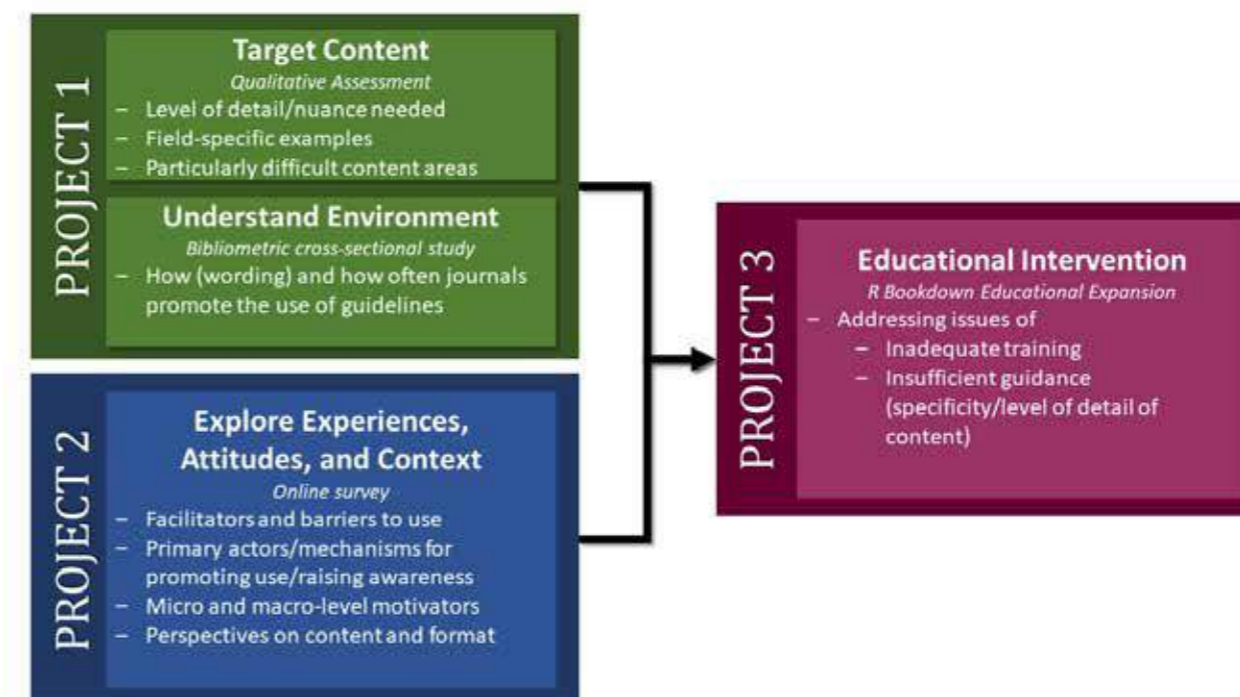 PROJECT 1
Target Content
Qualitative Assessment
– Level of detail/nuance needed
– Field-specific examples
– Particularly difficult content areas
Understand Environment
Bibliometric cross-sectional study
– How (wording) and how often journals
promote the use of guidelines
PROJECT 2
Explore Experiences,
Attitudes, and Context
Online survey
– Facilitators and barriers to use
– Primary actors/mechanisms for
promoting use/raising awareness
– Micro and macro-level motivators
– Perspectives on content and format
PROJECT 3
Educational Intervention
R Bookdown Educational Expansion
– Addressing issues of
– Inadequate training
– Insufficient guidance
(specificity/level of detail of
content)